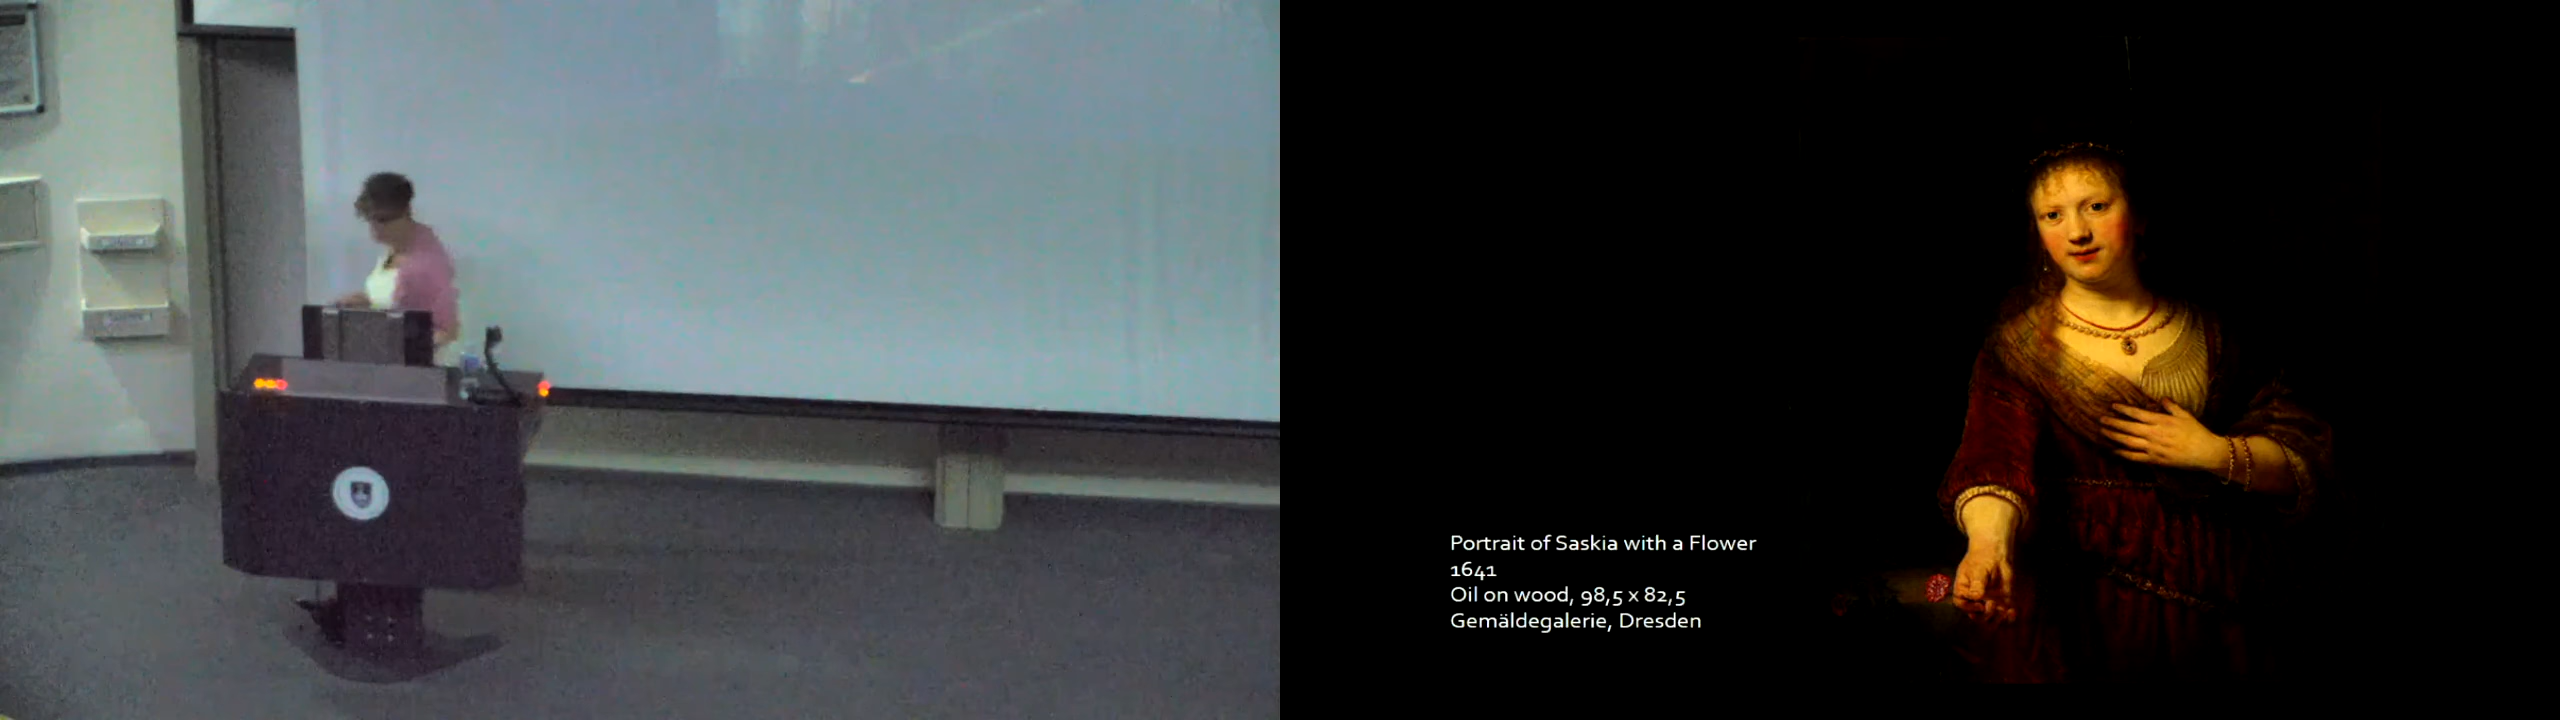 Portrait of Saskia with a Flower
1641
Oil on wood, 98,5 x 82,5
Gemäldegalerie, Dresden